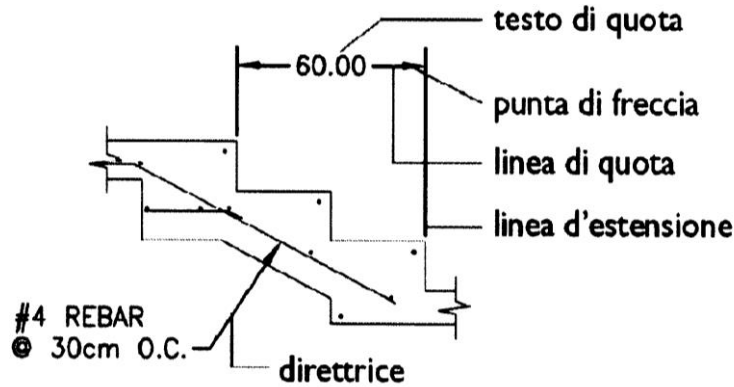 testo di quota
60.00
punta di freccia
linea di quota
linea d'estensione
#4 REBAR
@ 30cm O.C.
direttrice